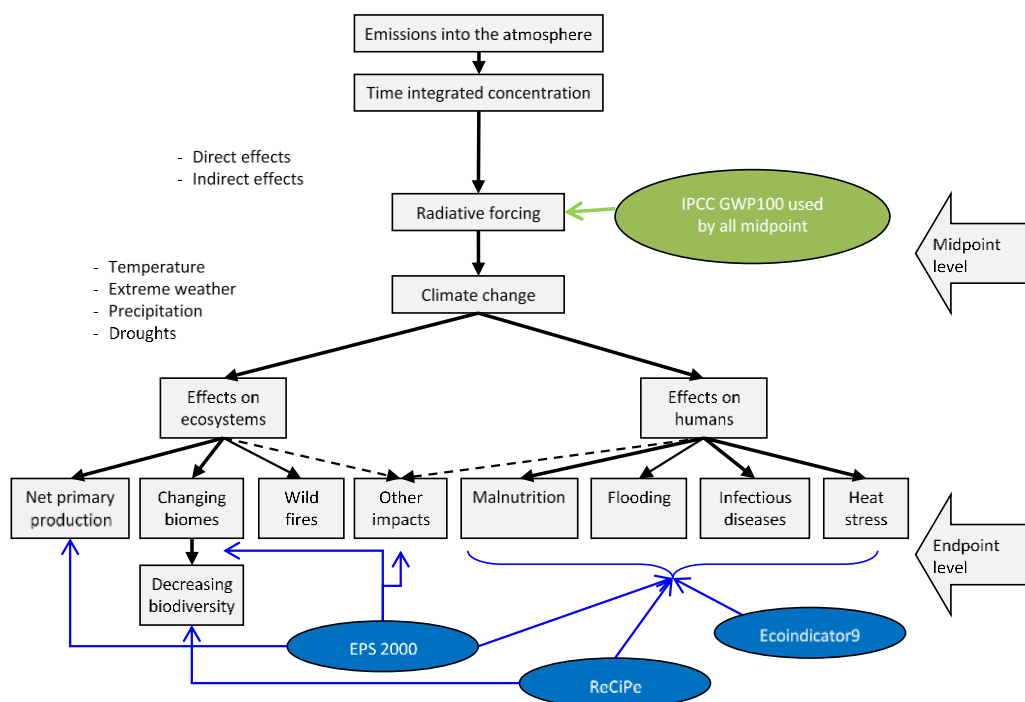 Emissions into the atmosphere
Time integrated concentration
- Direct effects
- Indirect effects
Radiative forcing
IPCC GWP100 used
by all midpoint
Midpoint
level
- Temperature
- Extreme weather
- Precipitation
- Droughts
Climate change
Effects on
ecosystems
Effects on
humans
Net primary
production
Changing
biomes
Wild
fires
Other
impacts
Malnutrition
Flooding
Infectious
diseases
Heat
stress
Endpoint
level
Decreasing
biodiversity
EPS 2000
Ecoindicator9
ReCiPe